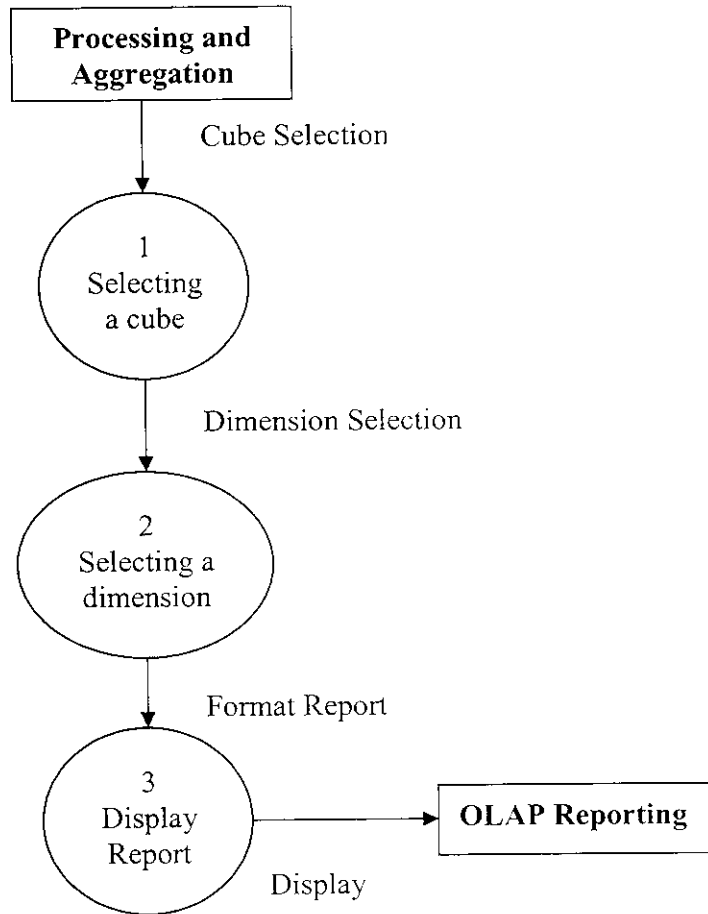 Processing and
Aggregation
Cube Selection
1
Selecting
a cube
Dimension Selection
2
Selecting a
dimension
Format Report
3
Display
Report
OLAP Reporting
Display